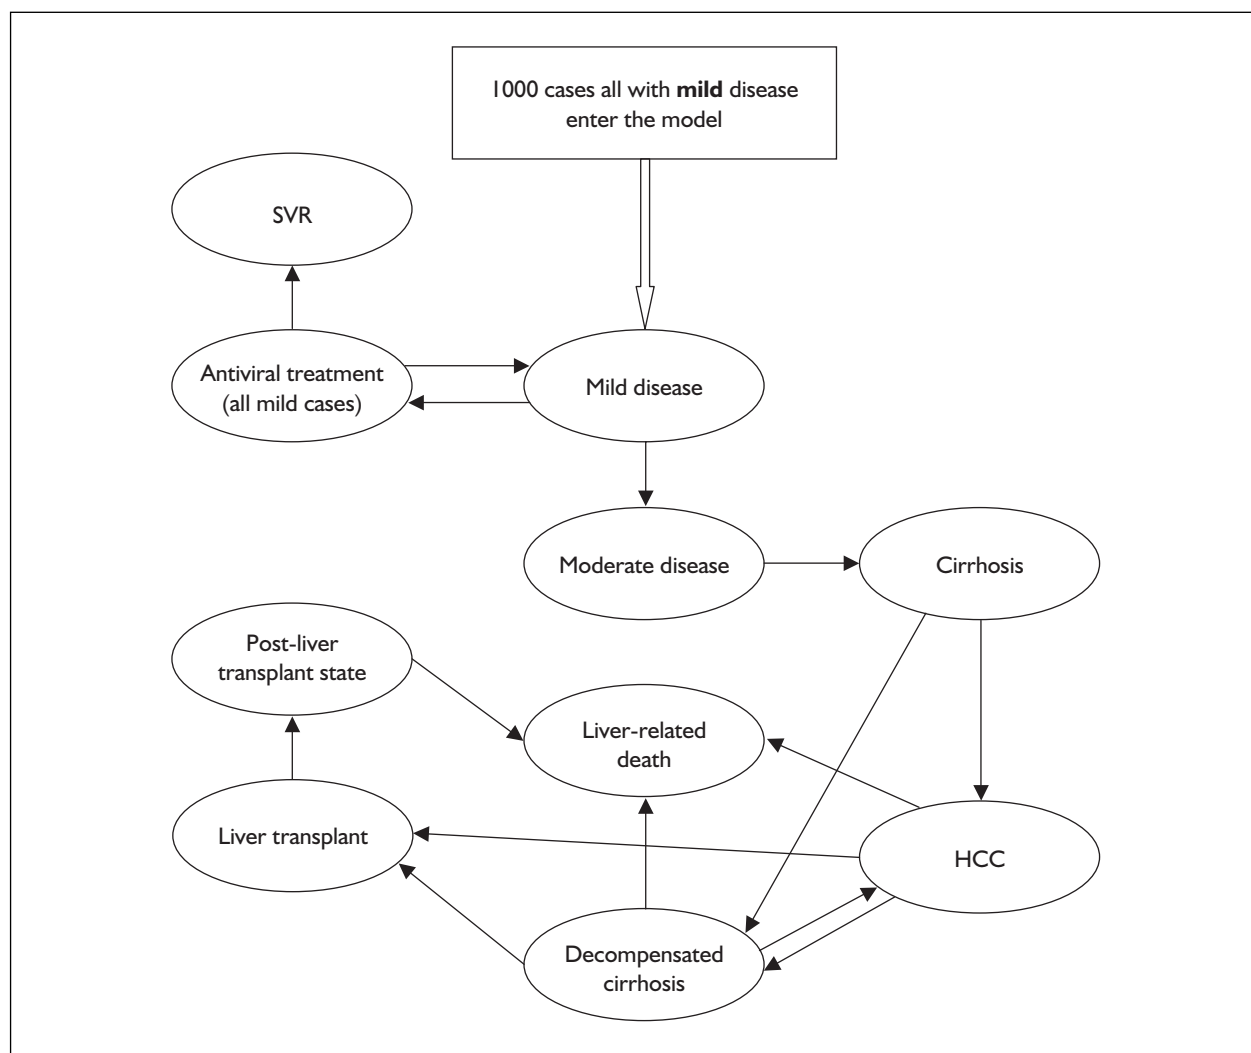 1000 cases all with mild disease
enter the model
SVR
Antiviral treatment
(all mild cases)
Mild disease
Moderate disease
Cirrhosis
Post-liver
transplant state
Liver-related
death
Liver transplant
HCC
Decompensated
cirrhosis